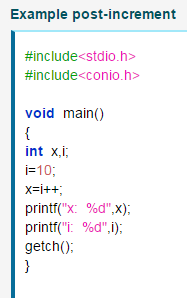 Example post-increment
#include<stdio.h>
#include<conio.h>
void main()
{
int x,i;
i=10;
x=i++;
printf("x: %d",x);
printf("i: %d",i);
getch();
}